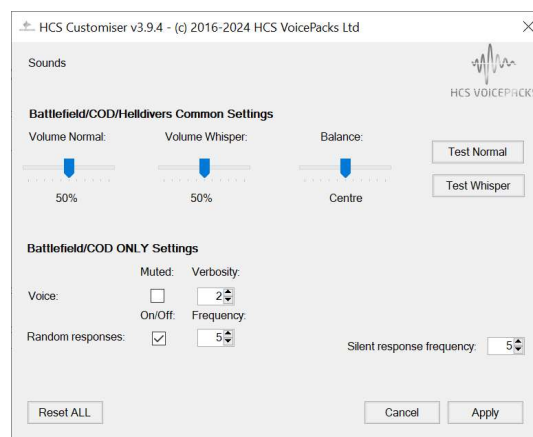 HCS Customiser v3.9.4 - (c) 2016-2024 HCS VoicePacks Ltd
Sounds
HCS VOICEPACKS
Battlefield/COD/Helldivers Common Settings
Volume Normal: Volume Whisper: Balance:
Test Normal
Test Whisper
50% 50% Centre
Battlefield/COD ONLY Settings
Muted: Verbosity:
Voice: 2
On/Off: Frequency:
Random responses: 5
Silent response frequency: 5
Reset ALL Cancel Apply